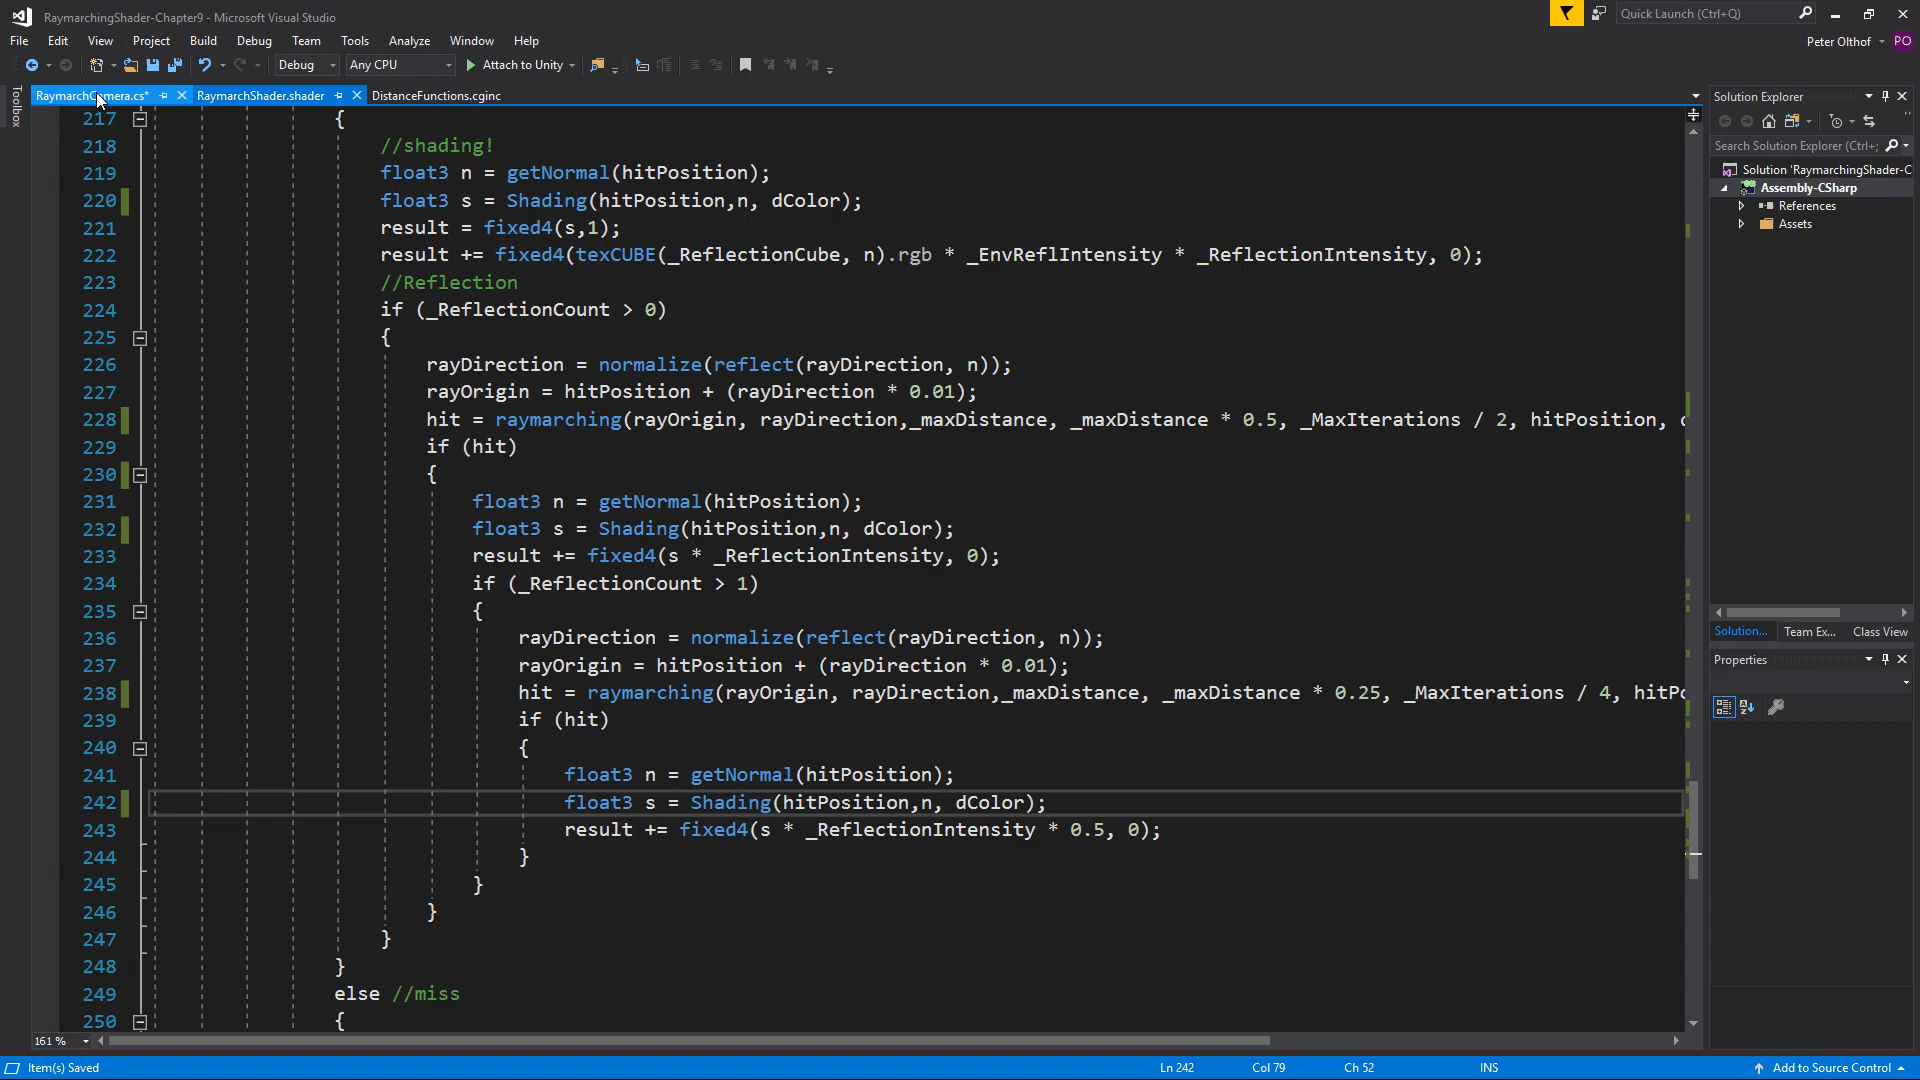 RaymarchingShader-Chapter9 - Microsoft Visual Studio
Quick Launch (Ctrl+Q)
File Edit View Project Build Debug Team Tools Analyze Window Help
Peter Olthof PO
Debug Any CPU Attach to Unity
Toolbox
RaymarchCamera.cs* RaymarchShader.shader DistanceFunctions.cginc
217 {
218 //shading!
219 float3 n = getNormal(hitPosition);
220 float3 s = Shading(hitPosition,n, dColor);
221 result = fixed4(s,1);
222 result += fixed4(texCUBE(_ReflectionCube, n).rgb * _EnvReflIntensity * _ReflectionIntensity, 0);
223 //Reflection
224 if (_ReflectionCount > 0)
225 {
226 rayDirection = normalize(reflect(rayDirection, n));
227 rayOrigin = hitPosition + (rayDirection * 0.01);
228 hit = raymarching(rayOrigin, rayDirection,_maxDistance, _maxDistance * 0.5, _MaxIterations / 2, hitPosition,
229 if (hit)
230 {
231 float3 n = getNormal(hitPosition);
232 float3 s = Shading(hitPosition,n, dColor);
233 result += fixed4(s * _ReflectionIntensity, 0);
234 if (_ReflectionCount > 1)
235 {
236 rayDirection = normalize(reflect(rayDirection, n));
237 rayOrigin = hitPosition + (rayDirection * 0.01);
238 hit = raymarching(rayOrigin, rayDirection,_maxDistance, _maxDistance * 0.25, _MaxIterations / 4, hitPo
239 if (hit)
240 {
241 float3 n = getNormal(hitPosition);
242 float3 s = Shading(hitPosition,n, dColor);
243 result += fixed4(s * _ReflectionIntensity * 0.5, 0);
244 }
245 }
246 }
247 }
248 }
249 else //miss
250 {
161 %
Solution Explorer
Search Solution Explorer (Ctrl+;
Solution 'RaymarchingShader-C
Assembly-CSharp
References
Assets
Solution... Team Ex... Class View
Properties
Item(s) Saved Ln 242 Col 79 Ch 52 INS Add to Source Control